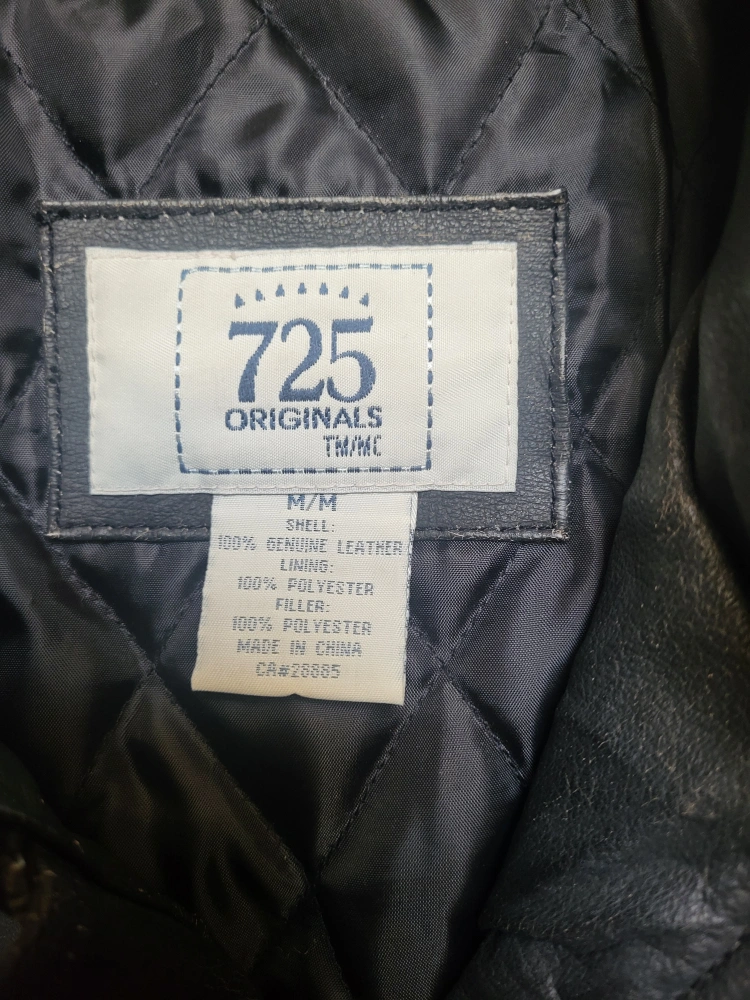 725
ORIGINALS
TM/MC
M/M
SHELL:
100% GENUINE LEATHER
LINING:
100% POLYESTER
FILLER:
100% POLYESTER
MADE IN CHINA
CA#28885